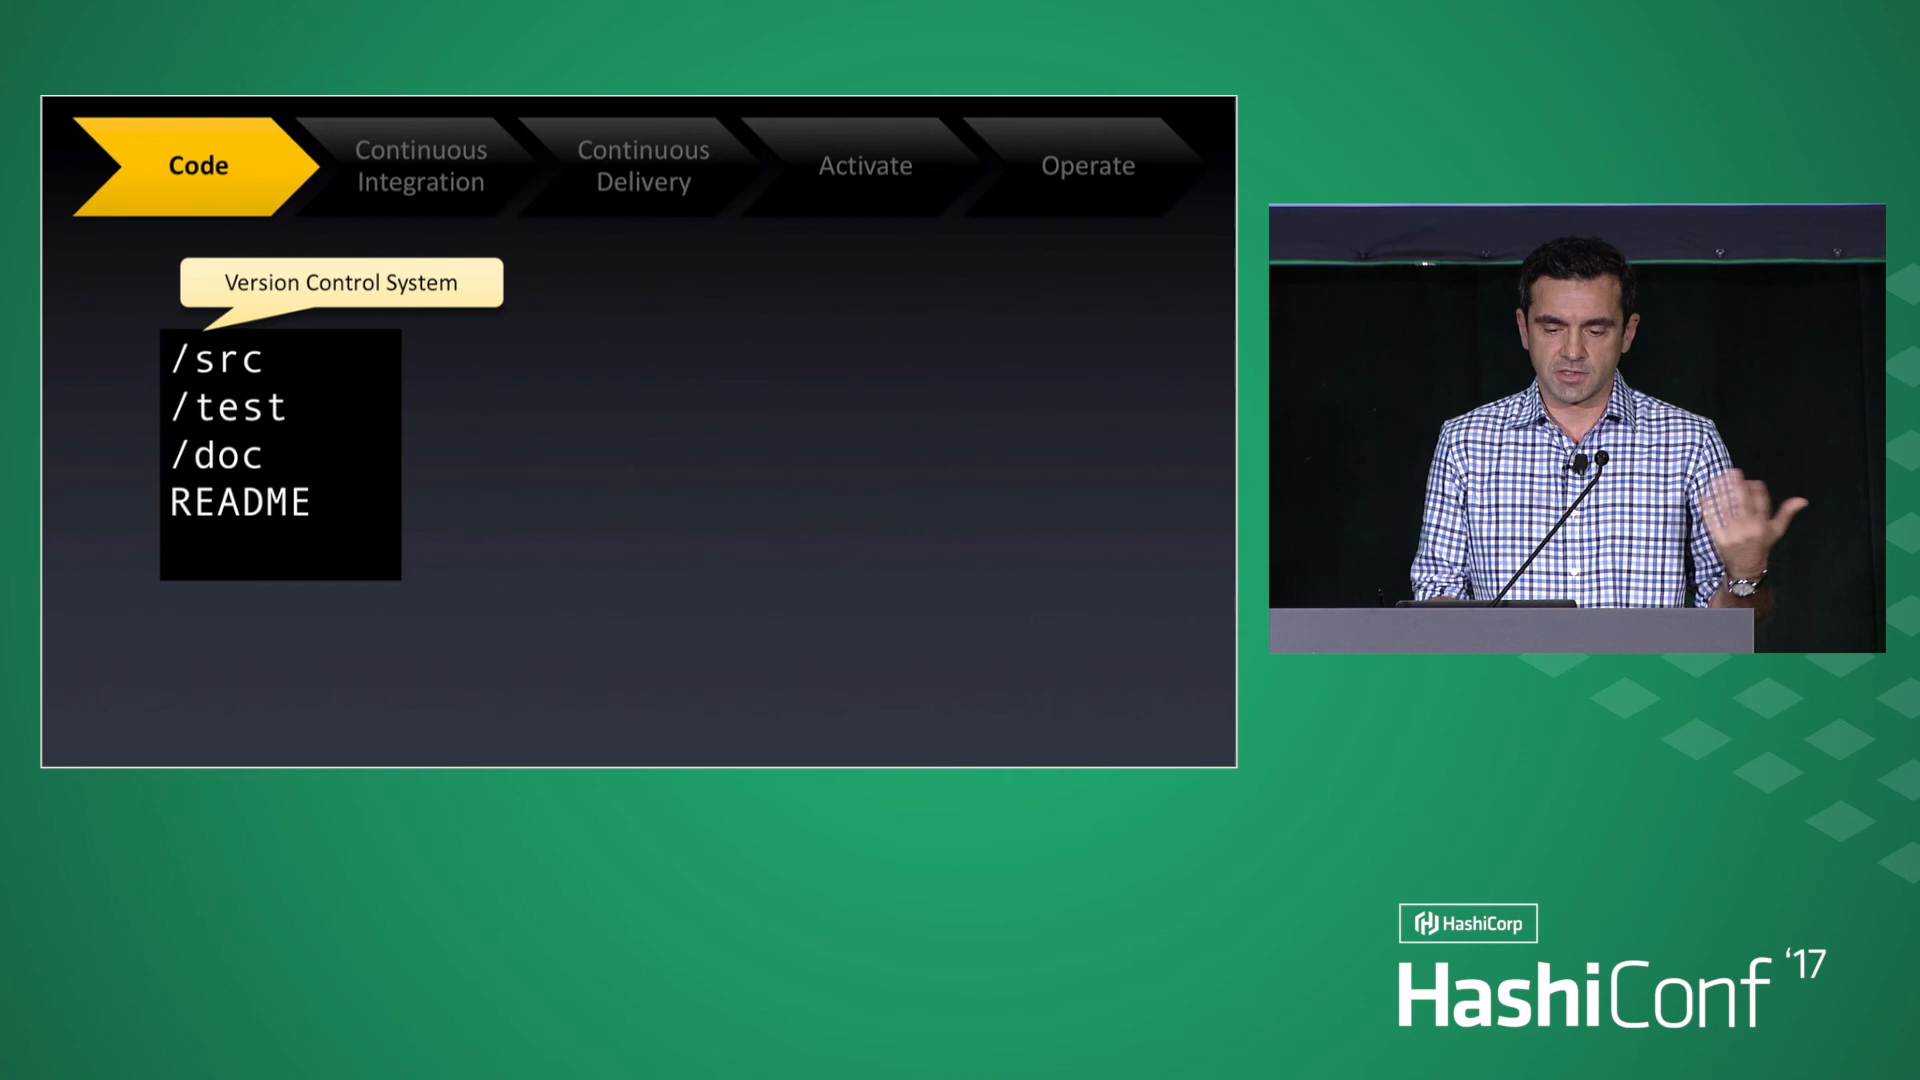 Code
Continuous
Integration
Continuous
Delivery
Activate
Operate
Version Control System
/src
/test
/doc
README
HashiCorp
HashiConf '17